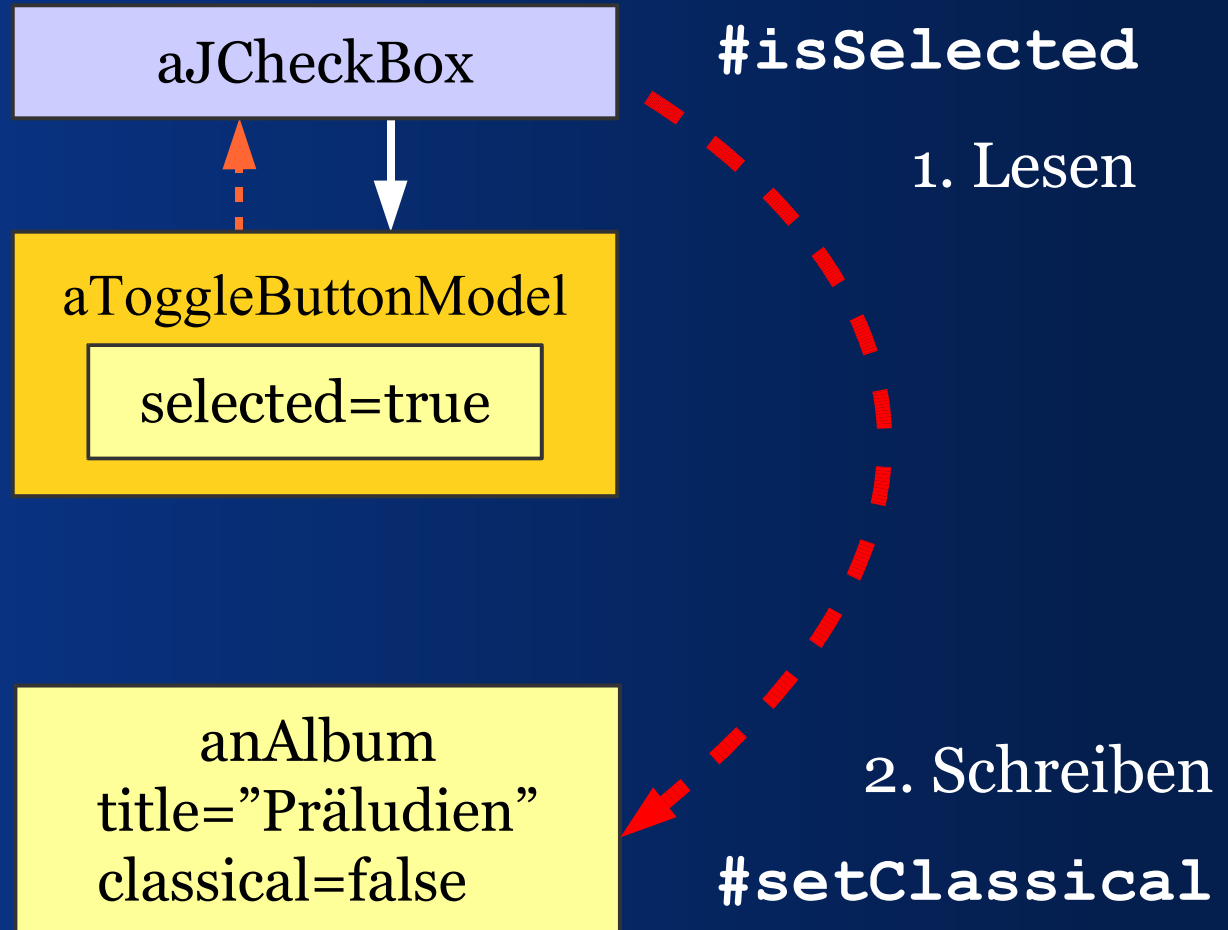 aJCheckBox
#isSelected
1. Lesen
aToggleButtonModel
selected=true
anAlbum
title=”Präludien”
classical=false
2. Schreiben
#setClassical